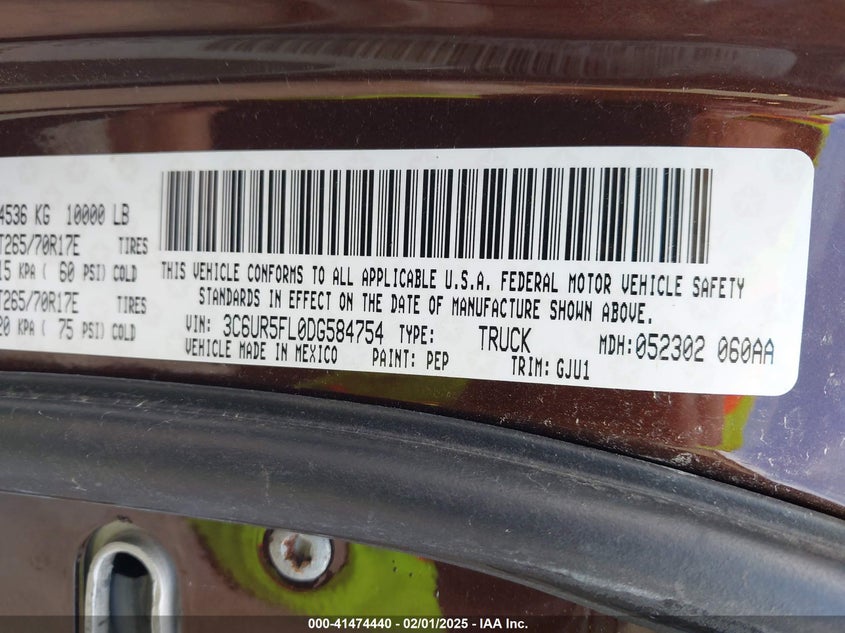 4536 KG 10000 LB
T265/70R17E TIRES
15 KPA ( 60 PSI) COLD
T265/70R17E TIRES
20 KPA ( 75 PSI) COLD
THIS VEHICLE CONFORMS TO ALL APPLICABLE U.S.A. FEDERAL MOTOR VEHICLE SAFETY
STANDARDS IN EFFECT ON THE DATE OF MANUFACTURE SHOWN ABOVE.
VIN: 3C6UR5FL0DG584754 TYPE: TRUCK MDH:052302 060AA
VEHICLE MADE IN MEXICO PAINT: PEP TRIM: GJU1
000-41474440 - 02/01/2025 - IAA Inc.